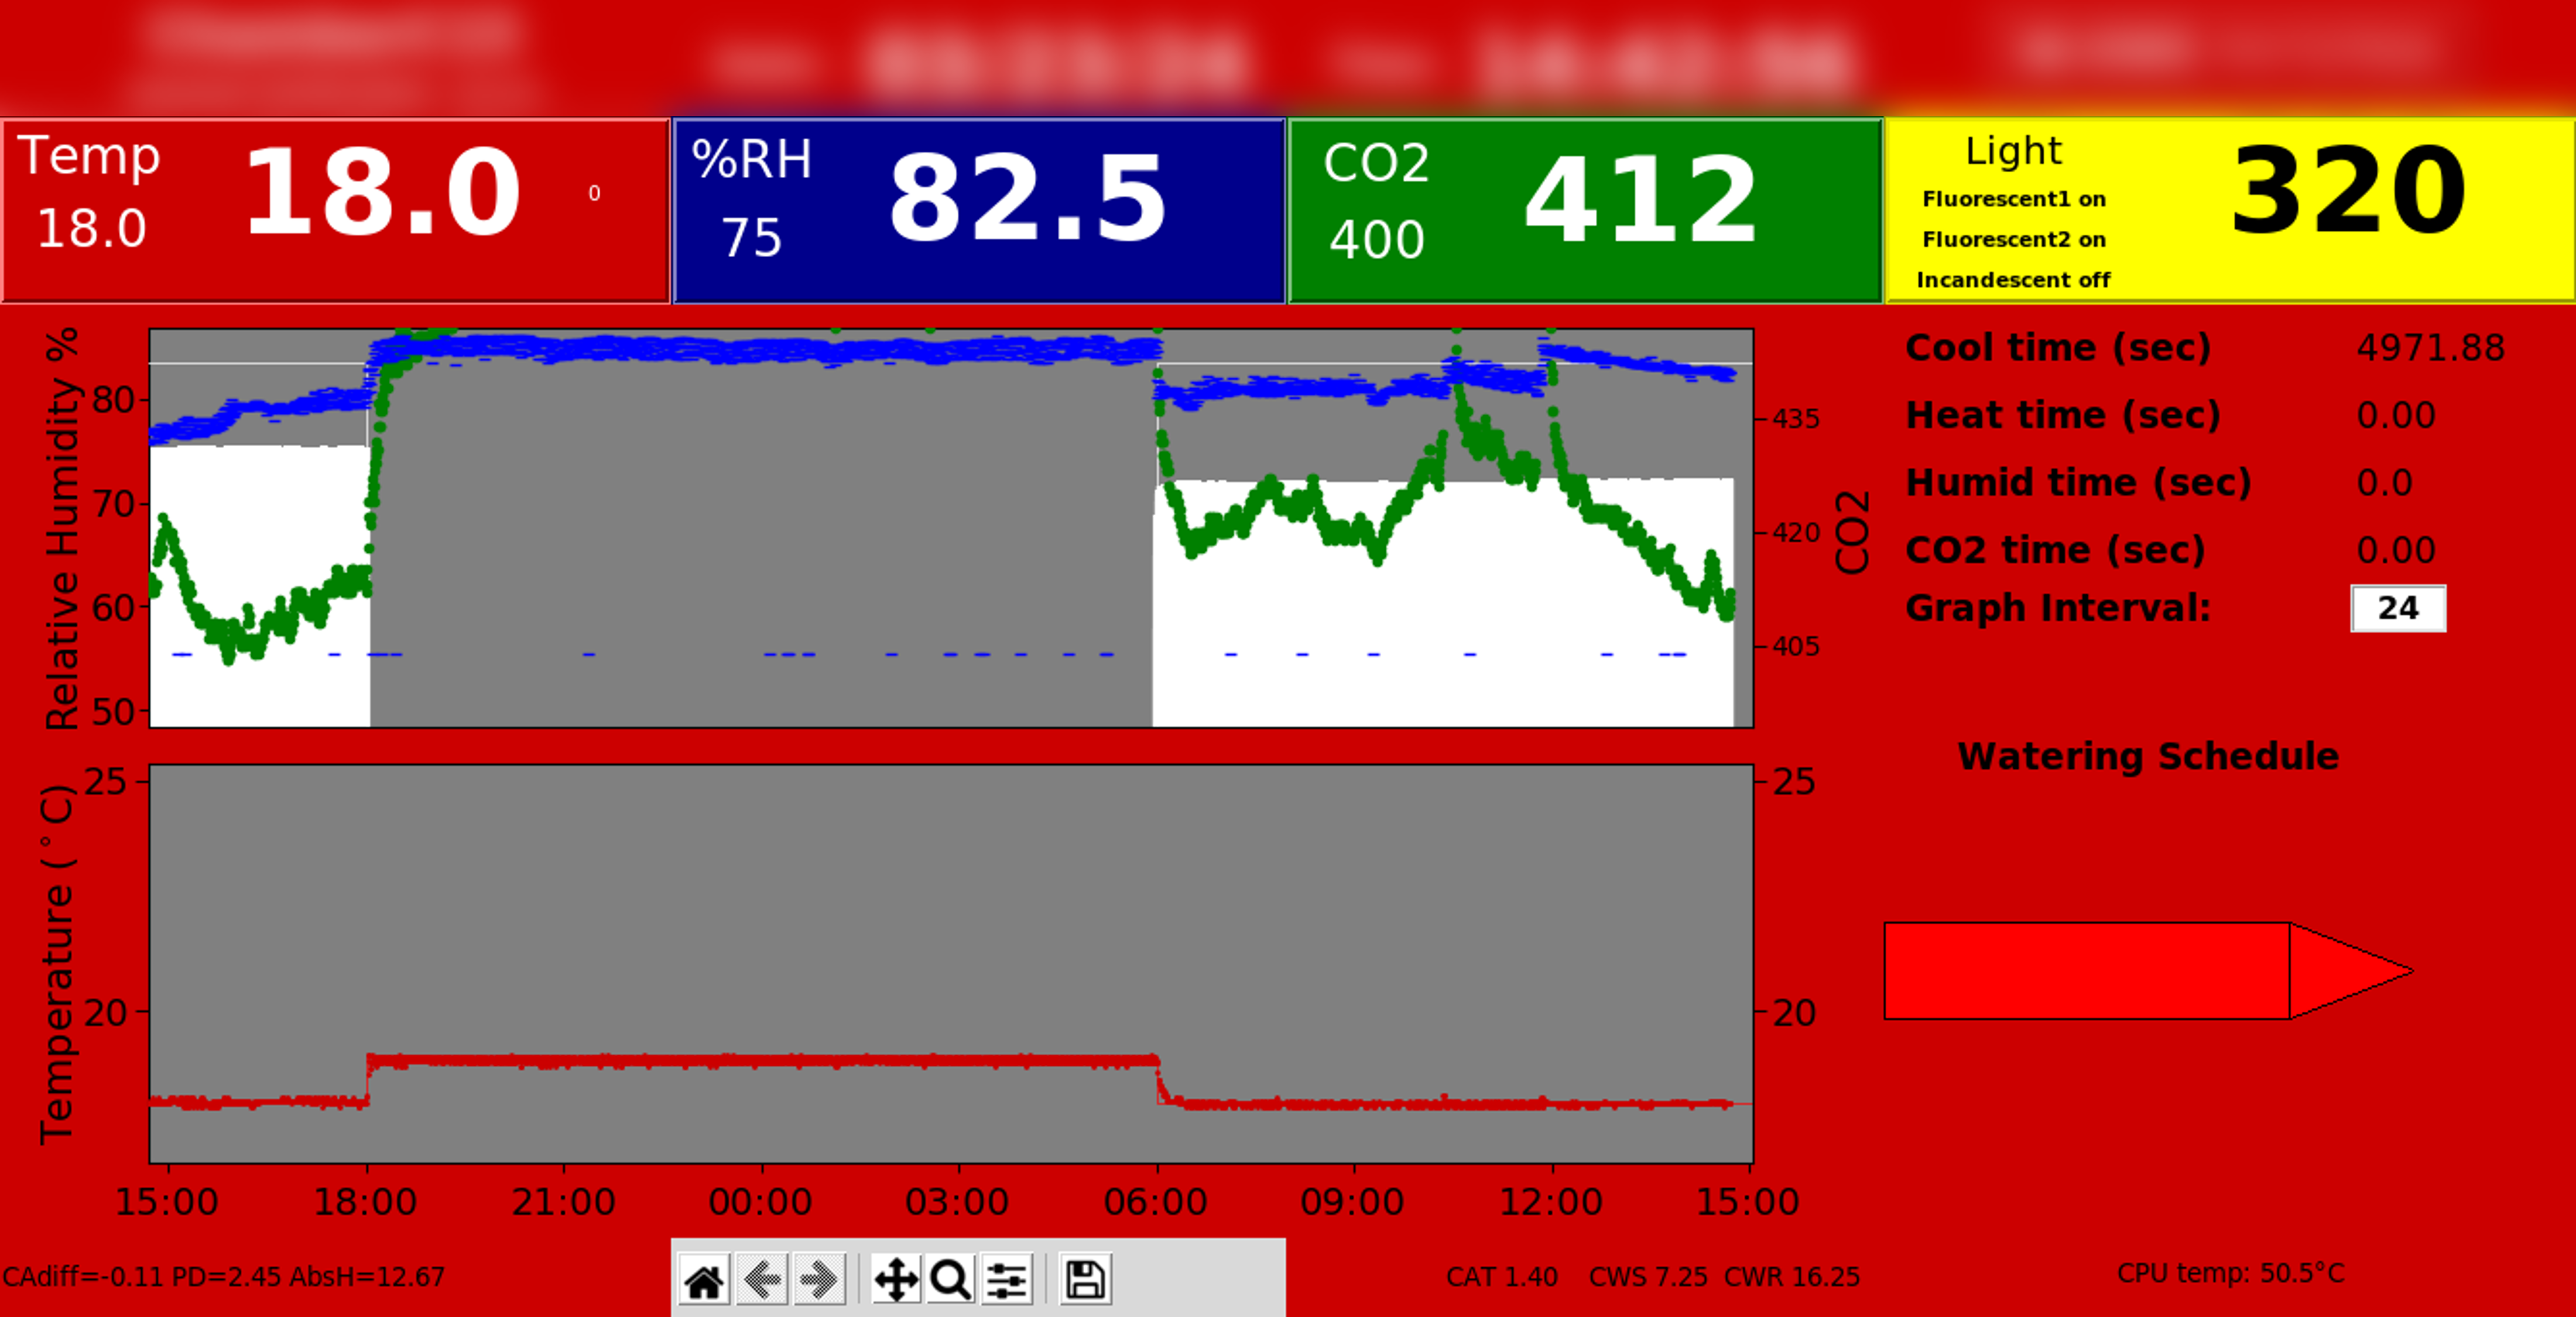 Temp
18.0
18.0
0
%RH
75
82.5
CO2
400
412
Light
Fluorescent1 on
Fluorescent2 on
Incandescent off
320
Relative Humidity %
80
70
60
50
435
420
405
CO2
Cool time (sec) 4971.88
Heat time (sec) 0.00
Humid time (sec) 0.0
CO2 time (sec) 0.00
Graph Interval: 24
Watering Schedule
Temperature (°C)
25
20
25
20
15:00 18:00 21:00 00:00 03:00 06:00 09:00 12:00 15:00
CAdiff=-0.11 PD=2.45 AbsH=12.67
CAT 1.40 CWS 7.25 CWR 16.25
CPU temp: 50.5°C